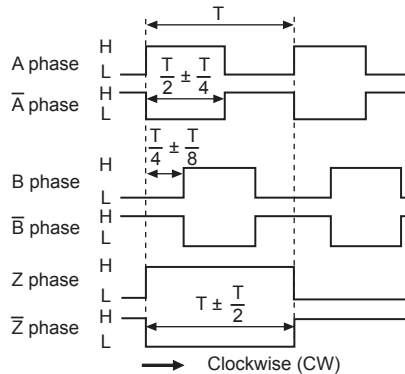 T
A phase H
L
A̅ phase H
L
T/2 ± T/4
T/4 ± T/8
B phase H
L
B̅ phase H
L
Z phase H
L
Z̅ phase H
L
T ± T/2
Clockwise (CW)